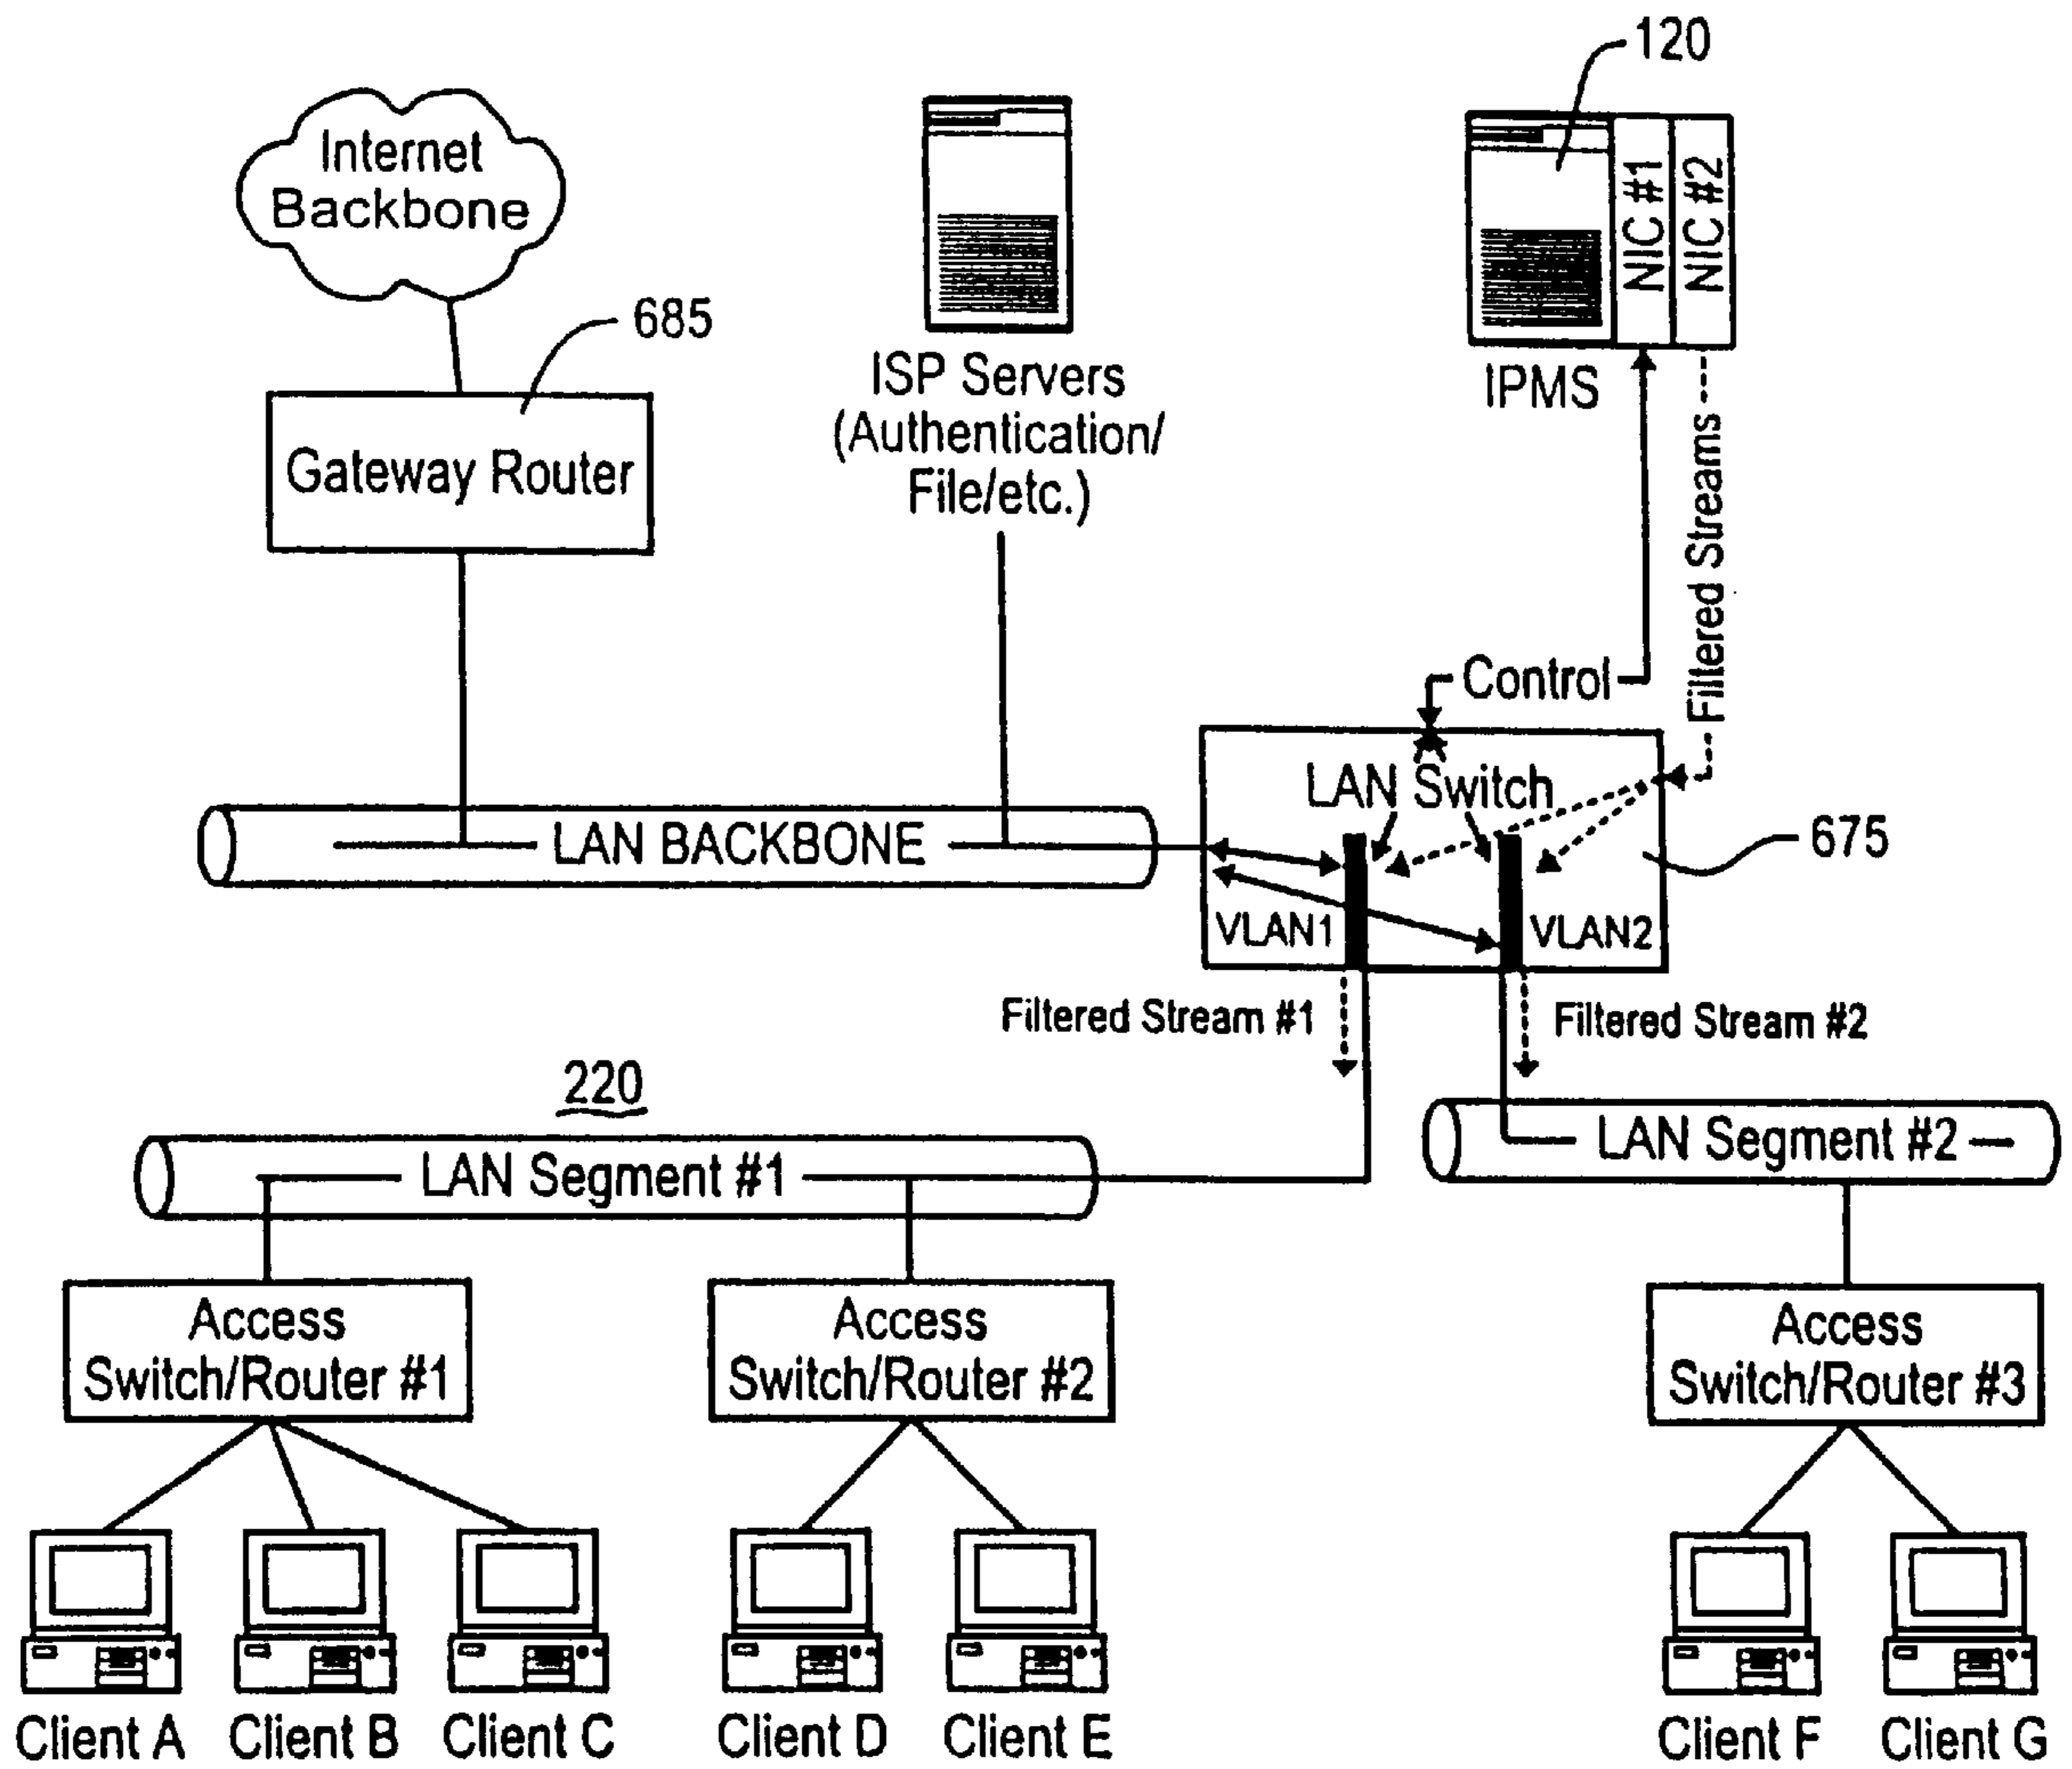 120
Internet
Backbone
NIC #1
NIC #2
685
ISP Servers
(Authentication/
File/etc.)
IPMS
Gateway Router
Filtered Streams
Control
LAN Switch
LAN BACKBONE
675
VLAN1
VLAN2
Filtered Stream #1
Filtered Stream #2
220
LAN Segment #1
LAN Segment #2
Access
Switch/Router #1
Access
Switch/Router #2
Access
Switch/Router #3
Client A
Client B
Client C
Client D
Client E
Client F
Client G